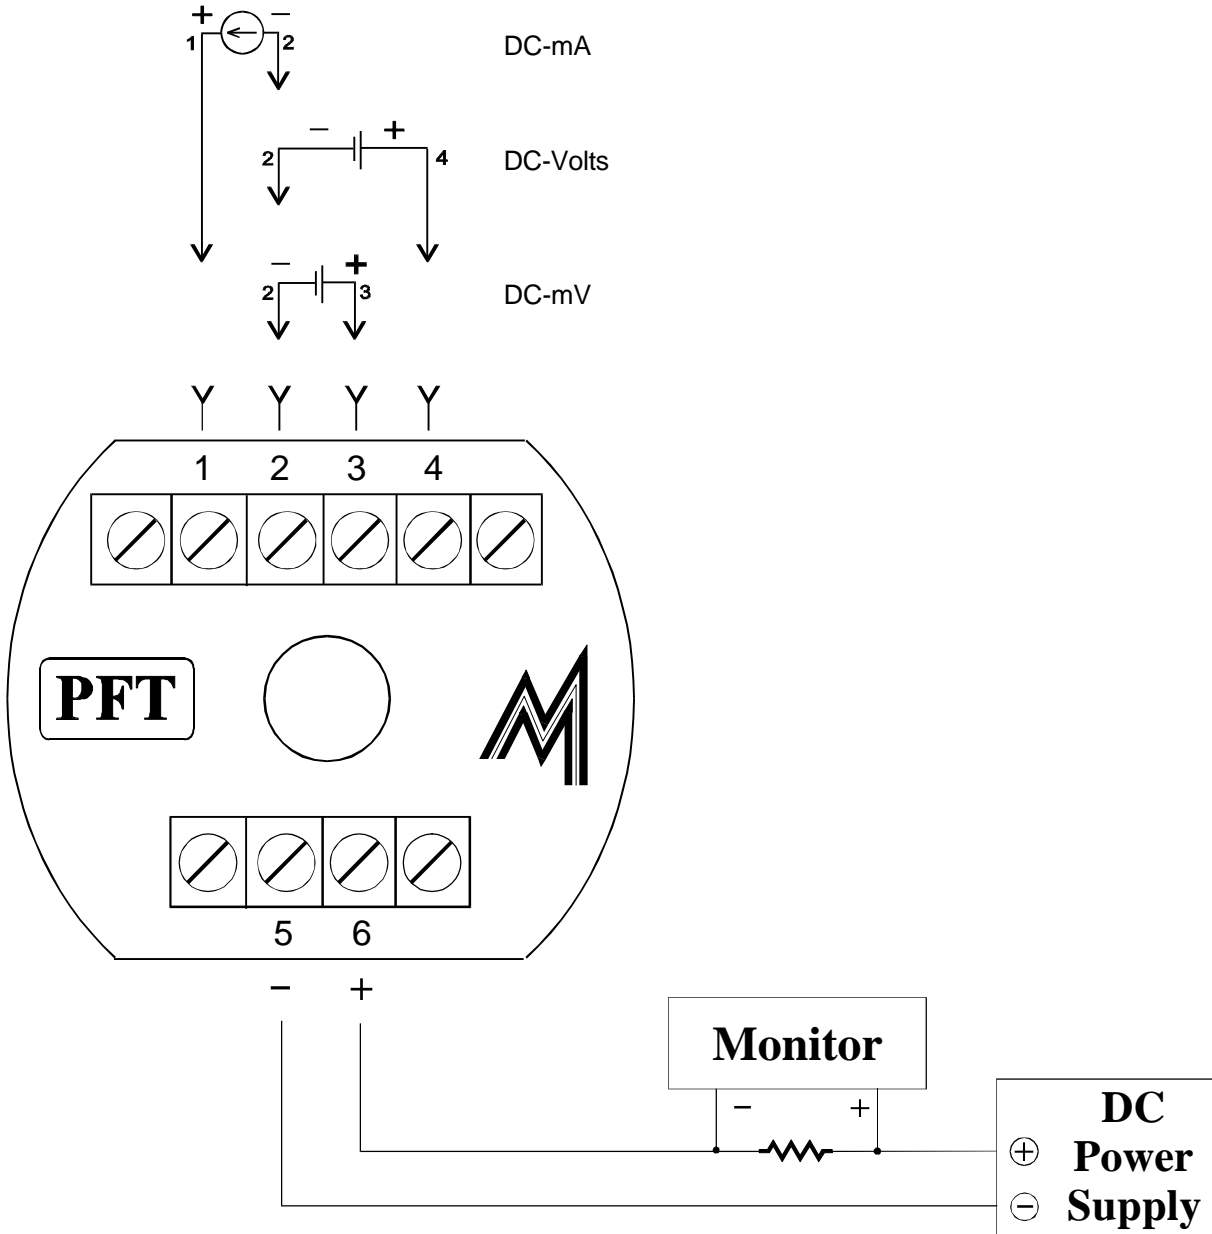 + −
1 2 DC-mA
− +
2 4 DC-Volts
− +
2 3 DC-mV
1 2 3 4
PFT
M
5 6
− +
Monitor
− +
DC
+ Power
− Supply